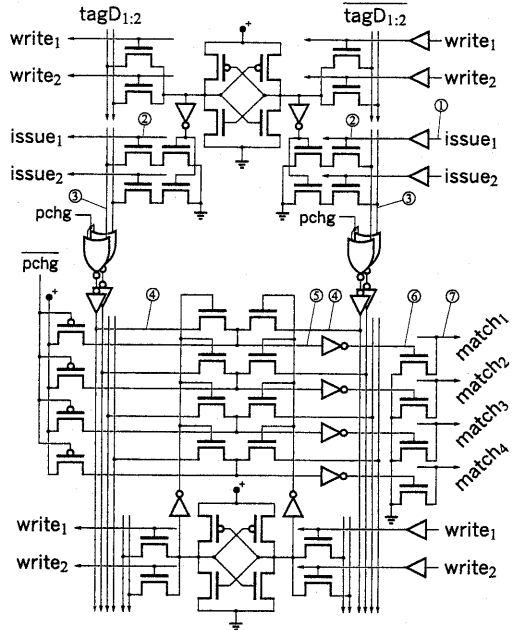 tagD1:2 tagD1:2
write1 + write1
write2 write2
①
issue1 ② ② issue1
issue2 issue2
③ ③
pchg pchg
pchg
+ ④ ⑤ ④ ⑥ ⑦
match1
match2
match3
match4
+
write1 write1
write2 write2